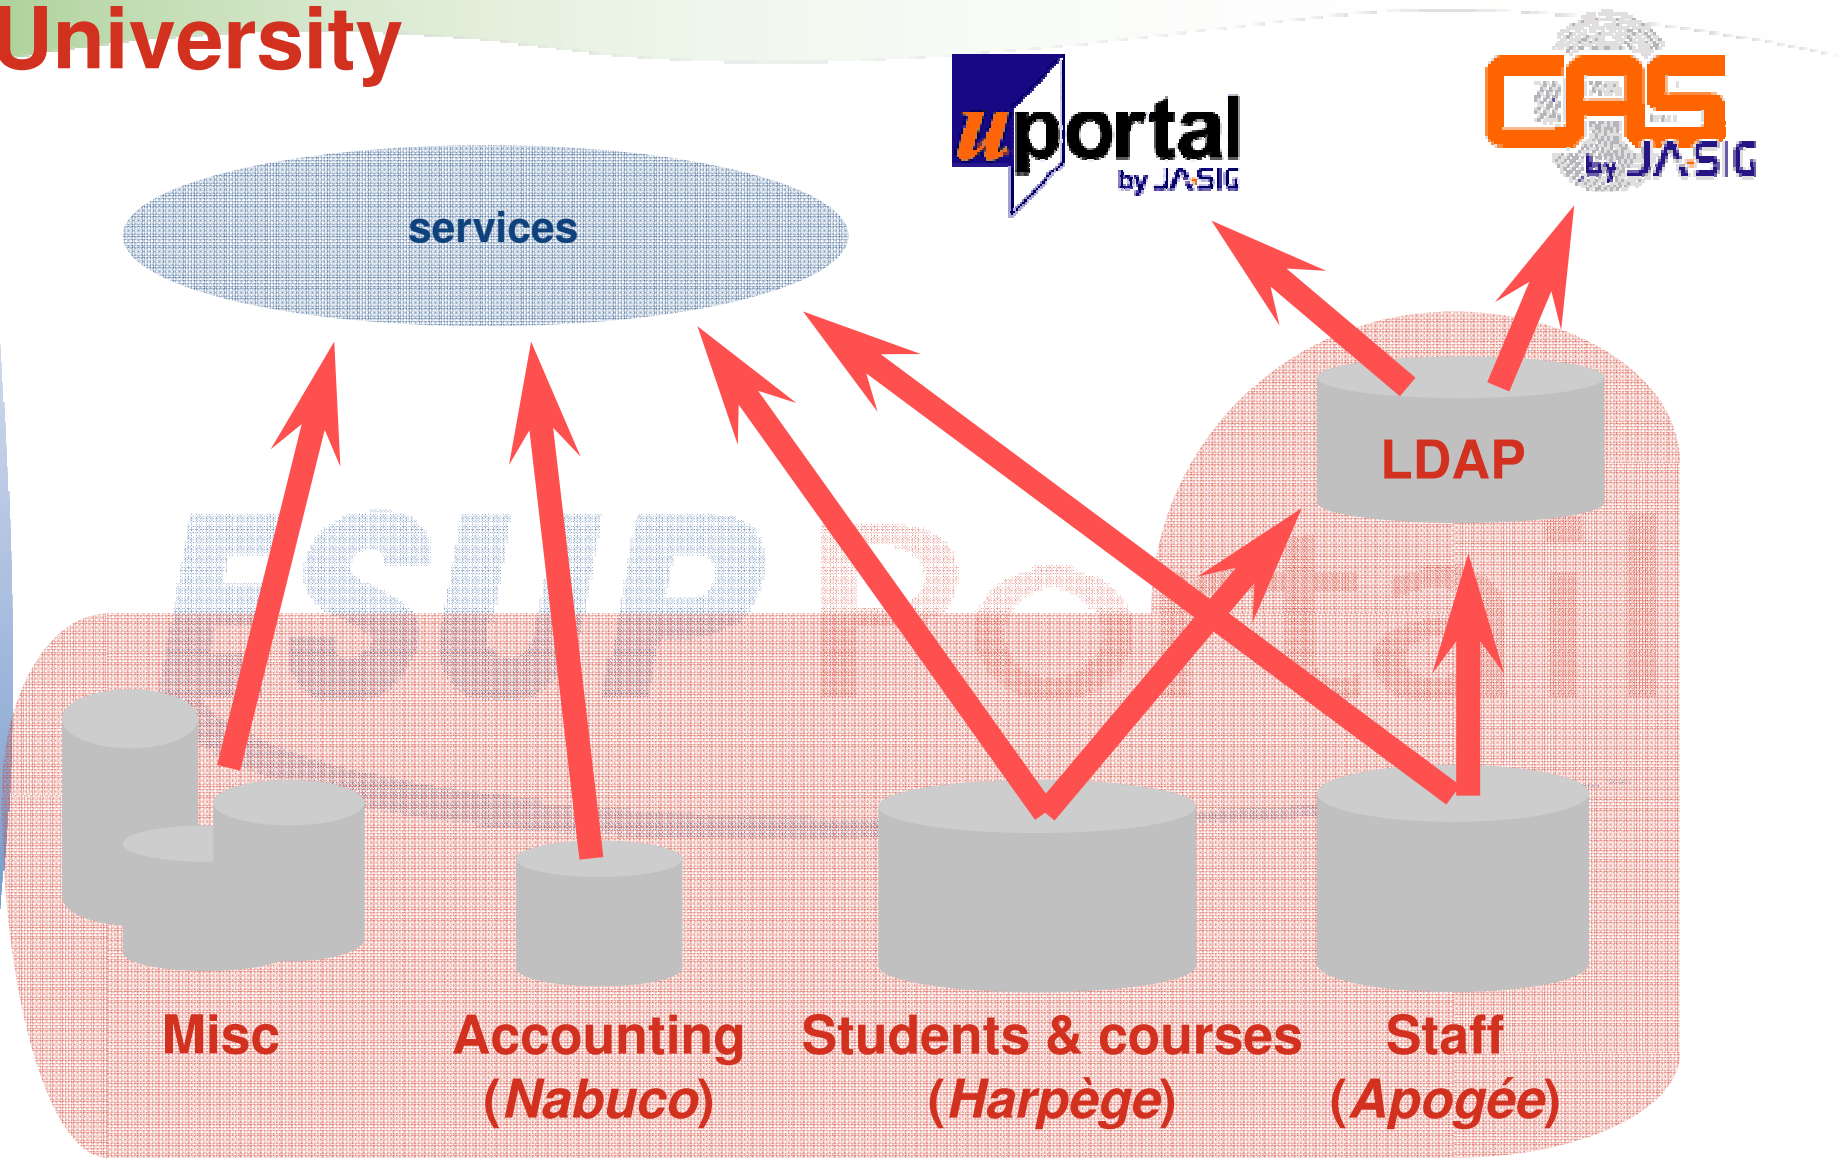 University
uportal
by JA-SIG
CAS
by JA-SIG
services
LDAP
ESUP Portail
Misc
Accounting
(Nabuco)
Students & courses
(Harpège)
Staff
(Apogée)